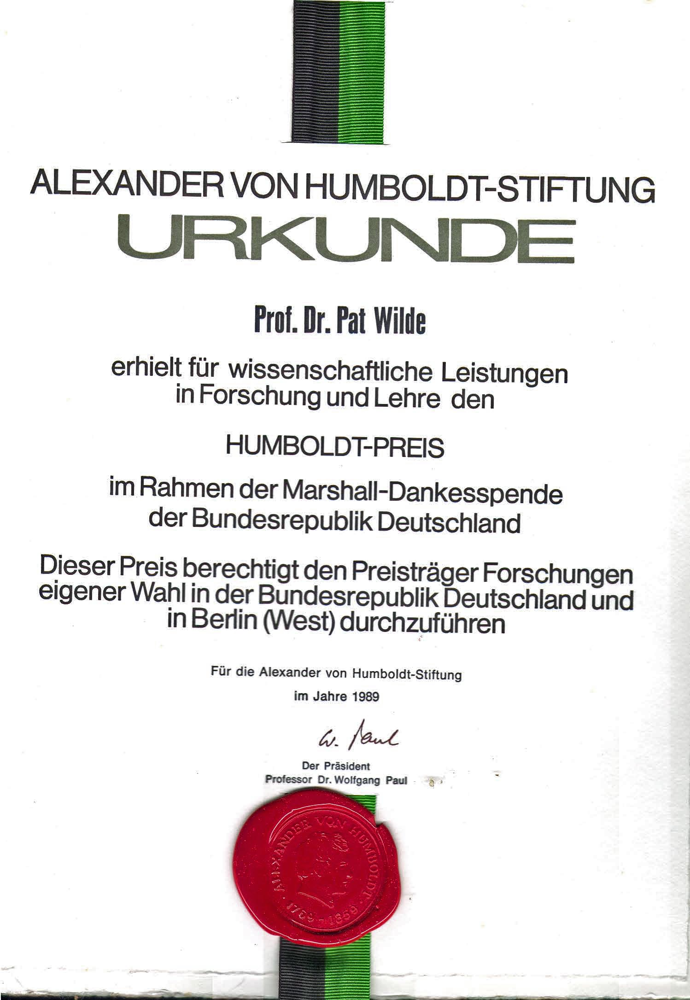 ALEXANDER VON HUMBOLDT-STIFTUNG
URKUNDE
Prof. Dr. Pat Wilde
erhielt für wissenschaftliche Leistungen
in Forschung und Lehre den
HUMBOLDT-PREIS
im Rahmen der Marshall-Dankesspende
der Bundesrepublik Deutschland
Dieser Preis berechtigt den Preisträger Forschungen
eigener Wahl in der Bundesrepublik Deutschland und
in Berlin (West) durchzuführen
Für die Alexander von Humboldt-Stiftung
im Jahre 1989
W. Paul
Der Präsident
Professor Dr. Wolfgang Paul
ALEXANDER VON HUMBOLDT
· 1769 - 1859 ·